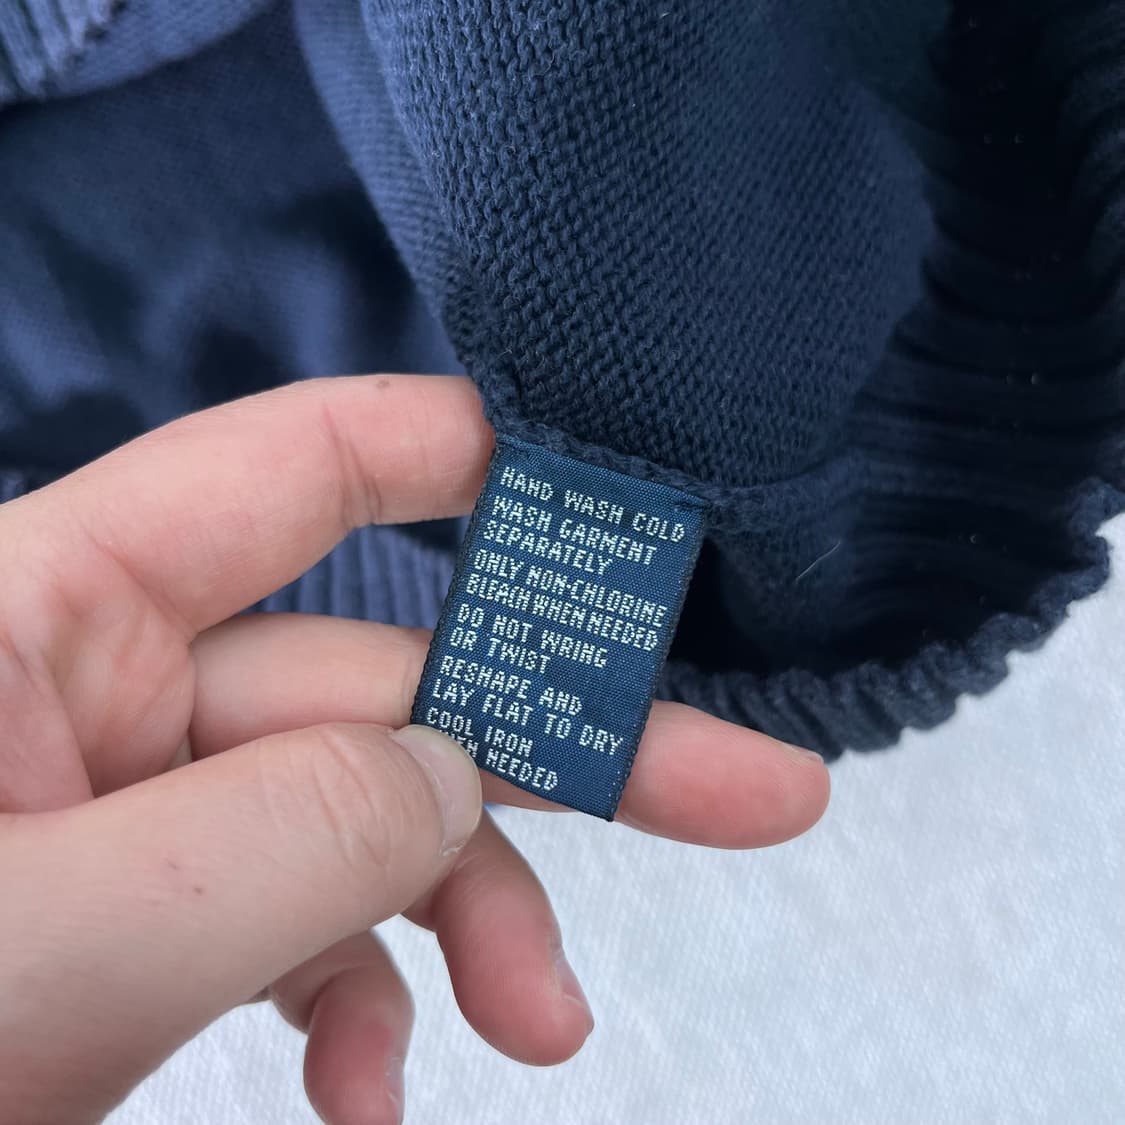 HAND WASH COLD
WASH GARMENT
SEPARATELY
ONLY NON-CHLORINE
BLEACH WHEN NEEDED
DO NOT WRING
OR TWIST
RESHAPE AND
LAY FLAT TO DRY
COOL IRON
NEEDED